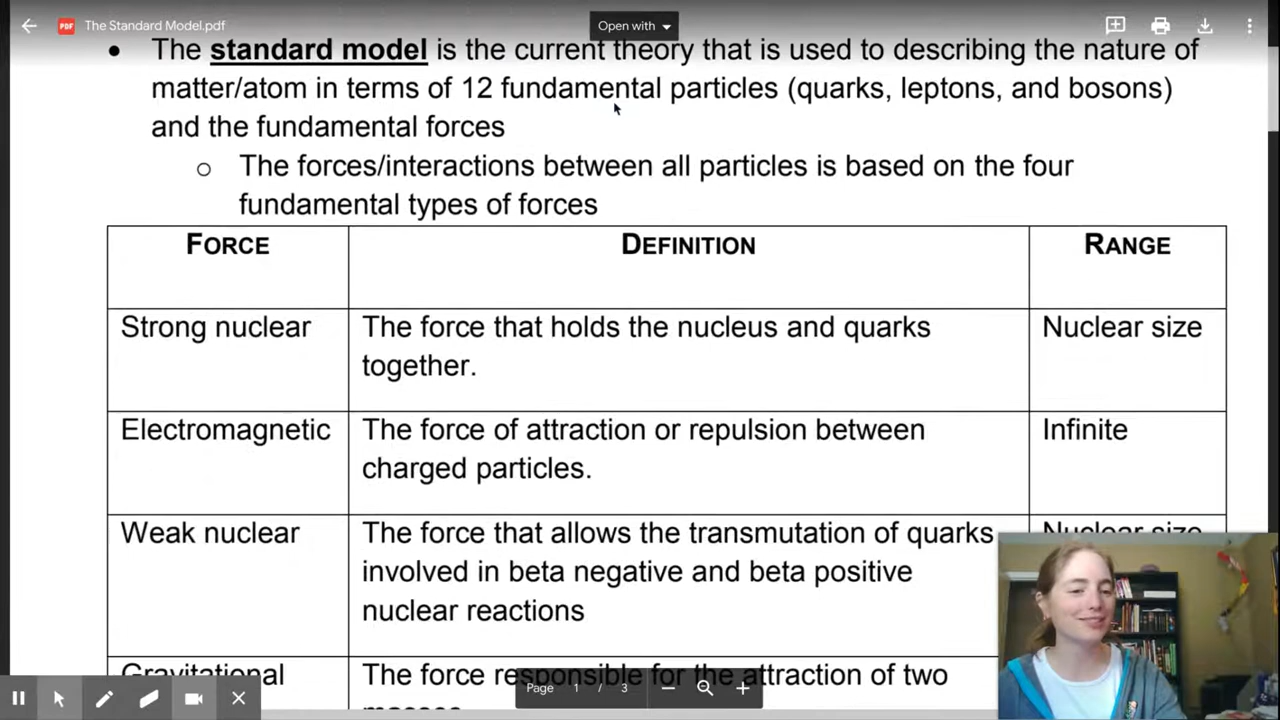 The Standard Model.pdf
Open with
The standard model is the current theory that is used to describing the nature of
matter/atom in terms of 12 fundamental particles (quarks, leptons, and bosons)
and the fundamental forces
o The forces/interactions between all particles is based on the four
fundamental types of forces
FORCE DEFINITION RANGE
Strong nuclear The force that holds the nucleus and quarks Nuclear size
together.
Electromagnetic The force of attraction or repulsion between Infinite
charged particles.
Weak nuclear The force that allows the transmutation of quarks Nuclear size
involved in beta negative and beta positive
nuclear reactions
Gravitational The force responsible for the attraction of two
masses
Page 1 / 3
PDF